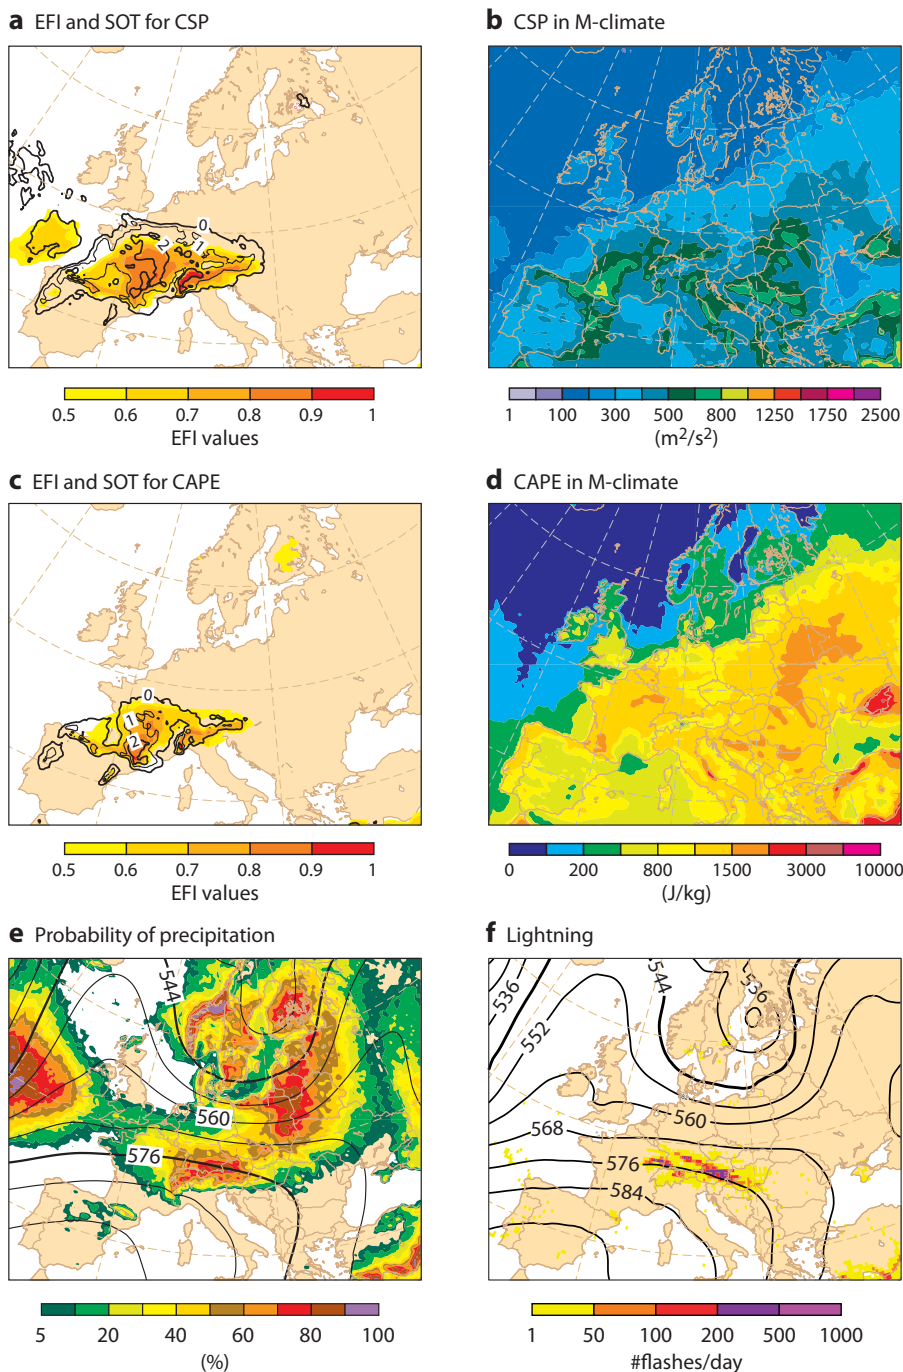 a EFI and SOT for CSP
0
2
1
0.5 0.6 0.7 0.8 0.9 1
EFI values
b CSP in M-climate
1 100 300 500 800 1250 1750 2500
(m²/s²)
c EFI and SOT for CAPE
0
1
2
0.5 0.6 0.7 0.8 0.9 1
EFI values
d CAPE in M-climate
0 200 800 1500 3000 10000
(J/kg)
e Probability of precipitation
544
560
576
5 20 40 60 80 100
(%)
f Lightning
536
544
536
552
560
568
576
584
1 50 100 200 500 1000
#flashes/day